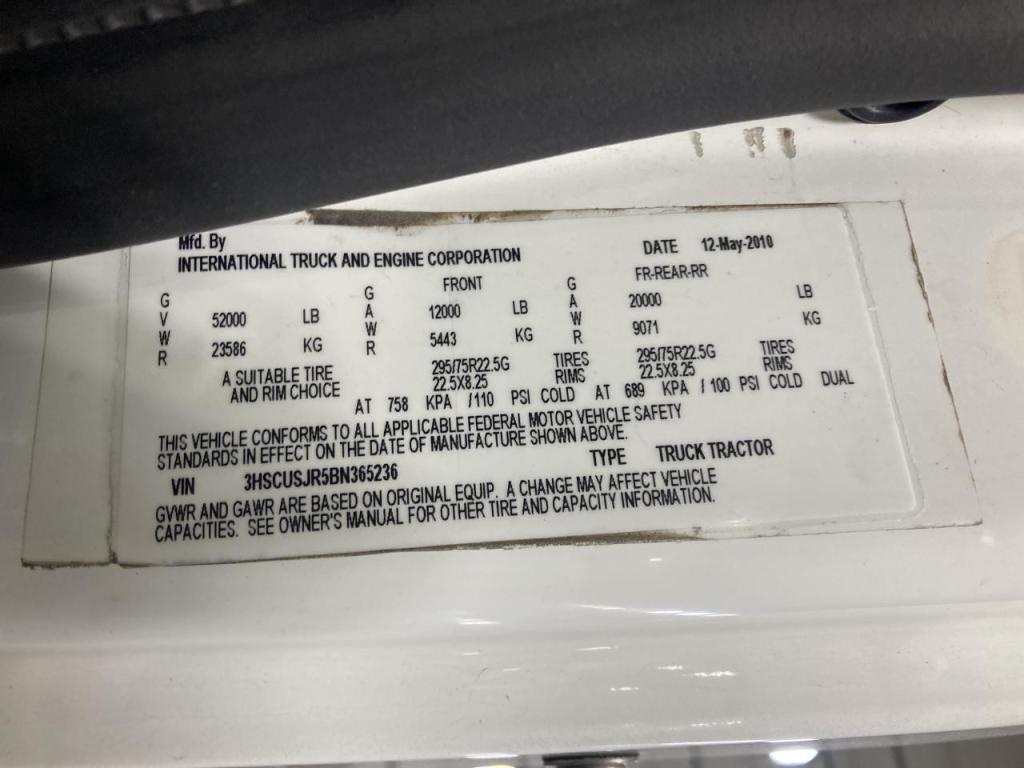 Mfd. By
INTERNATIONAL TRUCK AND ENGINE CORPORATION
DATE 12-May-2010
FRONT
FR-REAR-RR
GVWR 52000 LB GAWR 12000 LB GAWR 20000 LB
23586 KG 5443 KG 9071 KG
A SUITABLE TIRE 295/75R22.5G TIRES 295/75R22.5G TIRES
AND RIM CHOICE 22.5X8.25 RIMS 22.5X8.25 RIMS
AT 758 KPA /110 PSI COLD AT 689 KPA /100 PSI COLD DUAL
THIS VEHICLE CONFORMS TO ALL APPLICABLE FEDERAL MOTOR VEHICLE SAFETY
STANDARDS IN EFFECT ON THE DATE OF MANUFACTURE SHOWN ABOVE.
VIN 3HSCUSJR5BN365236 TYPE TRUCK TRACTOR
GVWR AND GAWR ARE BASED ON ORIGINAL EQUIP. A CHANGE MAY AFFECT VEHICLE
CAPACITIES. SEE OWNER'S MANUAL FOR OTHER TIRE AND CAPACITY INFORMATION.